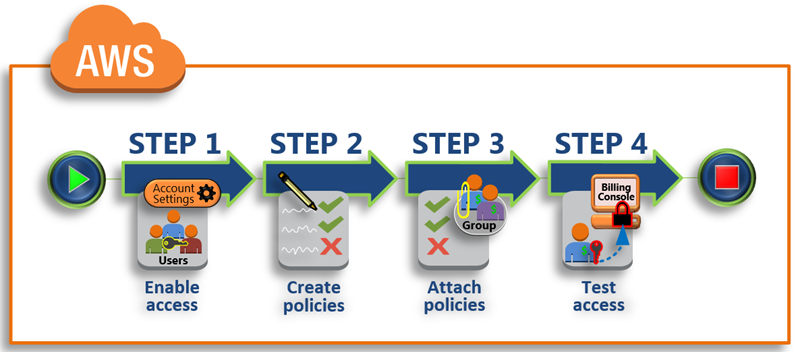 AWS
STEP 1
STEP 2
STEP 3
STEP 4
Account
Settings
Users
Group
Billing
Console
Enable
access
Create
policies
Attach
policies
Test
access